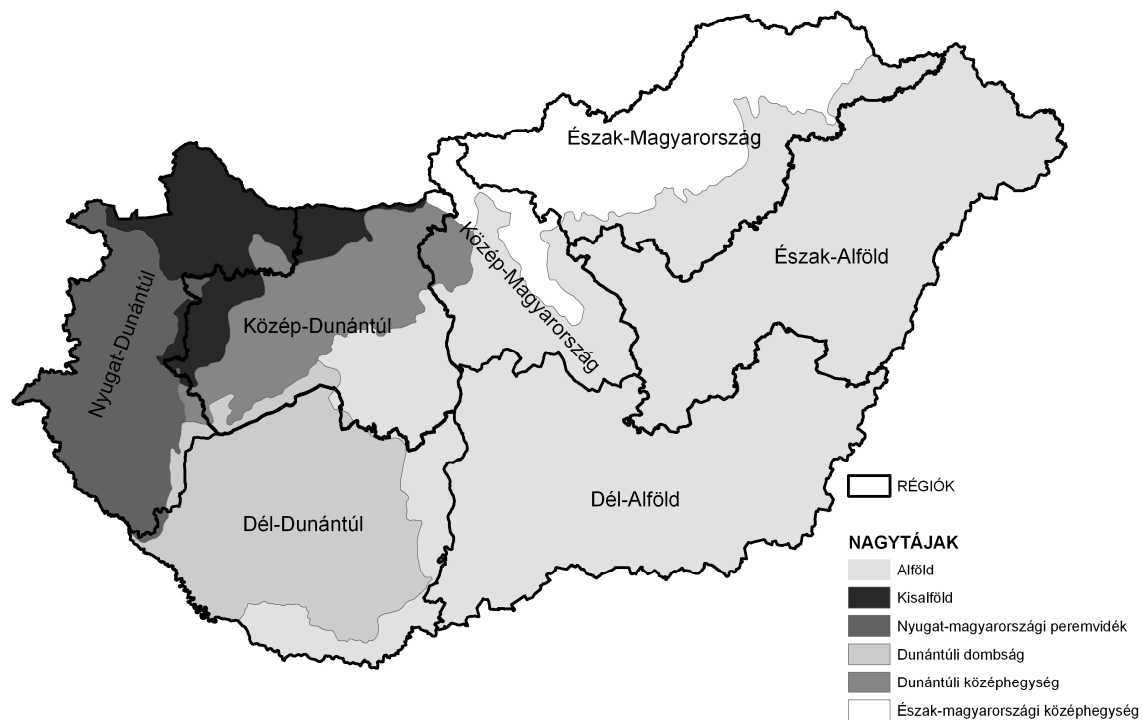 Észak-Magyarország
Közép-Magyarország
Észak-Alföld
Nyugat-Dunántúl
Közép-Dunántúl
Dél-Dunántúl
Dél-Alföld
RÉGIÓK
NAGYTÁJAK
Alföld
Kisalföld
Nyugat-magyarországi peremvidék
Dunántúli dombság
Dunántúli középhegység
Észak-magyarországi középhegység